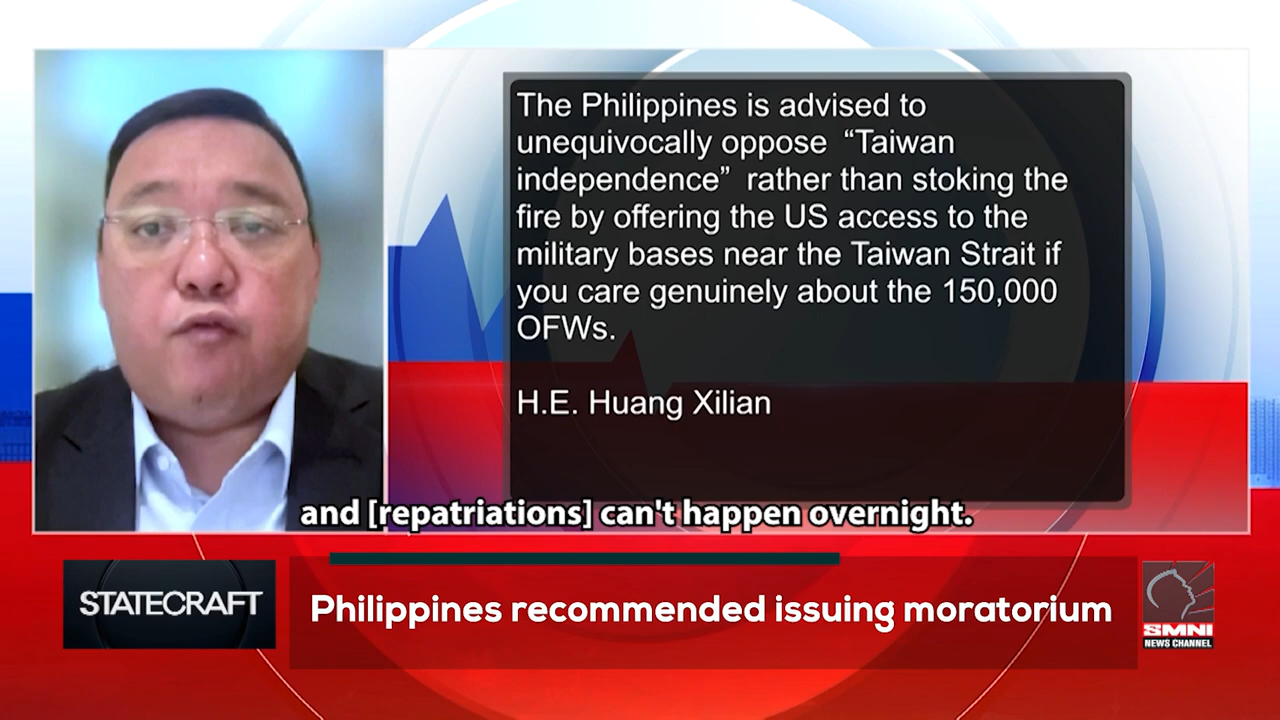 The Philippines is advised to
unequivocally oppose “Taiwan
independence” rather than stoking the
fire by offering the US access to the
military bases near the Taiwan Strait if
you care genuinely about the 150,000
OFWs.
H.E. Huang Xilian
and [repatriations] can't happen overnight.
STATECRAFT
Philippines recommended issuing moratorium
SMNI
NEWS CHANNEL